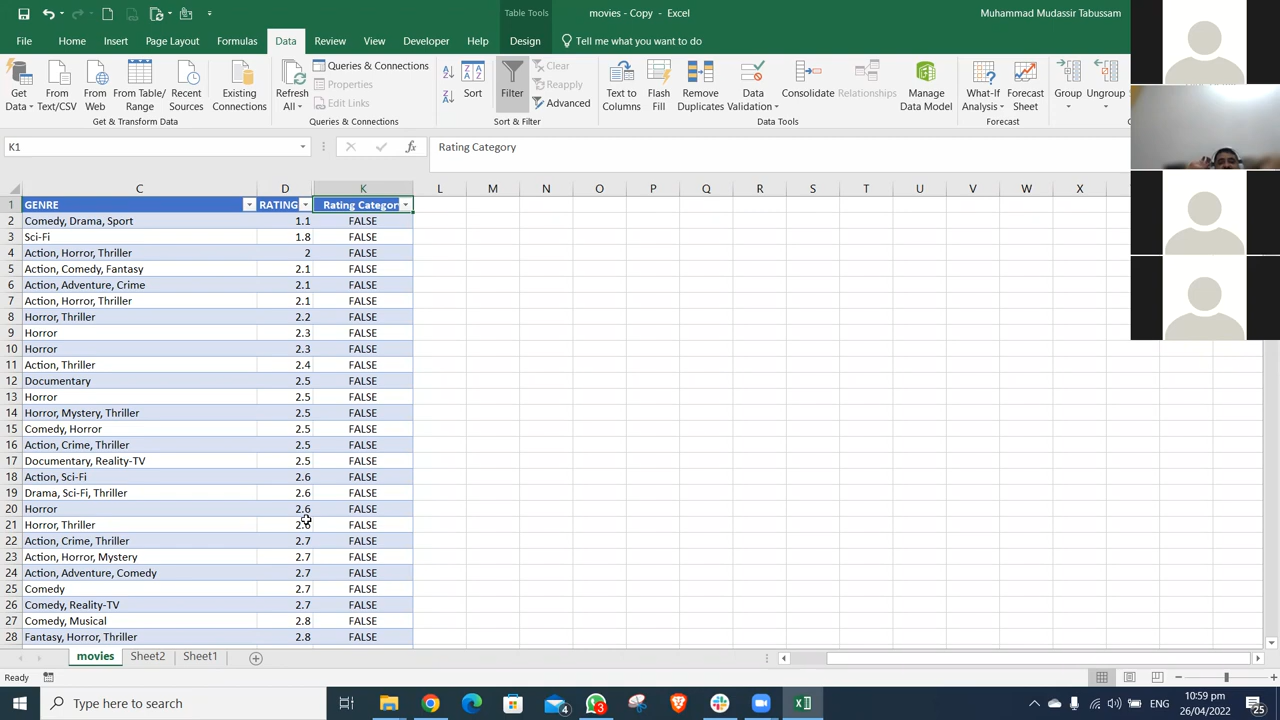 Table Tools
movies - Copy - Excel
Muhammad Mudassir Tabussam
File Home Insert Page Layout Formulas Data Review View Developer Help Design Tell me what you want to do
Get Data
From Text/CSV
From Web
From Table/ Range
Recent Sources
Existing Connections
Refresh All
Queries & Connections
Properties
Edit Links
Sort
Filter
Clear
Reapply
Advanced
Text to Columns
Flash Fill
Remove Duplicates
Data Validation
Consolidate
Relationships
Manage Data Model
What-If Analysis
Forecast Sheet
Group
Ungroup
Get & Transform Data
Queries & Connections
Sort & Filter
Data Tools
Forecast
K1
fx
Rating Category
C D K L M N O P Q R S T U V W X Y Z
1 GENRE RATING Rating Categor
2 Comedy, Drama, Sport 1.1 FALSE
3 Sci-Fi 1.8 FALSE
4 Action, Horror, Thriller 2 FALSE
5 Action, Comedy, Fantasy 2.1 FALSE
6 Action, Adventure, Crime 2.1 FALSE
7 Action, Horror, Thriller 2.1 FALSE
8 Horror, Thriller 2.2 FALSE
9 Horror 2.3 FALSE
10 Horror 2.3 FALSE
11 Action, Thriller 2.4 FALSE
12 Documentary 2.5 FALSE
13 Horror 2.5 FALSE
14 Horror, Mystery, Thriller 2.5 FALSE
15 Comedy, Horror 2.5 FALSE
16 Action, Crime, Thriller 2.5 FALSE
17 Documentary, Reality-TV 2.5 FALSE
18 Action, Sci-Fi 2.6 FALSE
19 Drama, Sci-Fi, Thriller 2.6 FALSE
20 Horror 2.6 FALSE
21 Horror, Thriller FALSE
22 Action, Crime, Thriller 2.7 FALSE
23 Action, Horror, Mystery 2.7 FALSE
24 Action, Adventure, Comedy 2.7 FALSE
25 Comedy 2.7 FALSE
26 Comedy, Reality-TV 2.7 FALSE
27 Comedy, Musical 2.8 FALSE
28 Fantasy, Horror, Thriller 2.8 FALSE
movies Sheet2 Sheet1
Ready
Type here to search
4
3
10:59 pm
26/04/2022
25